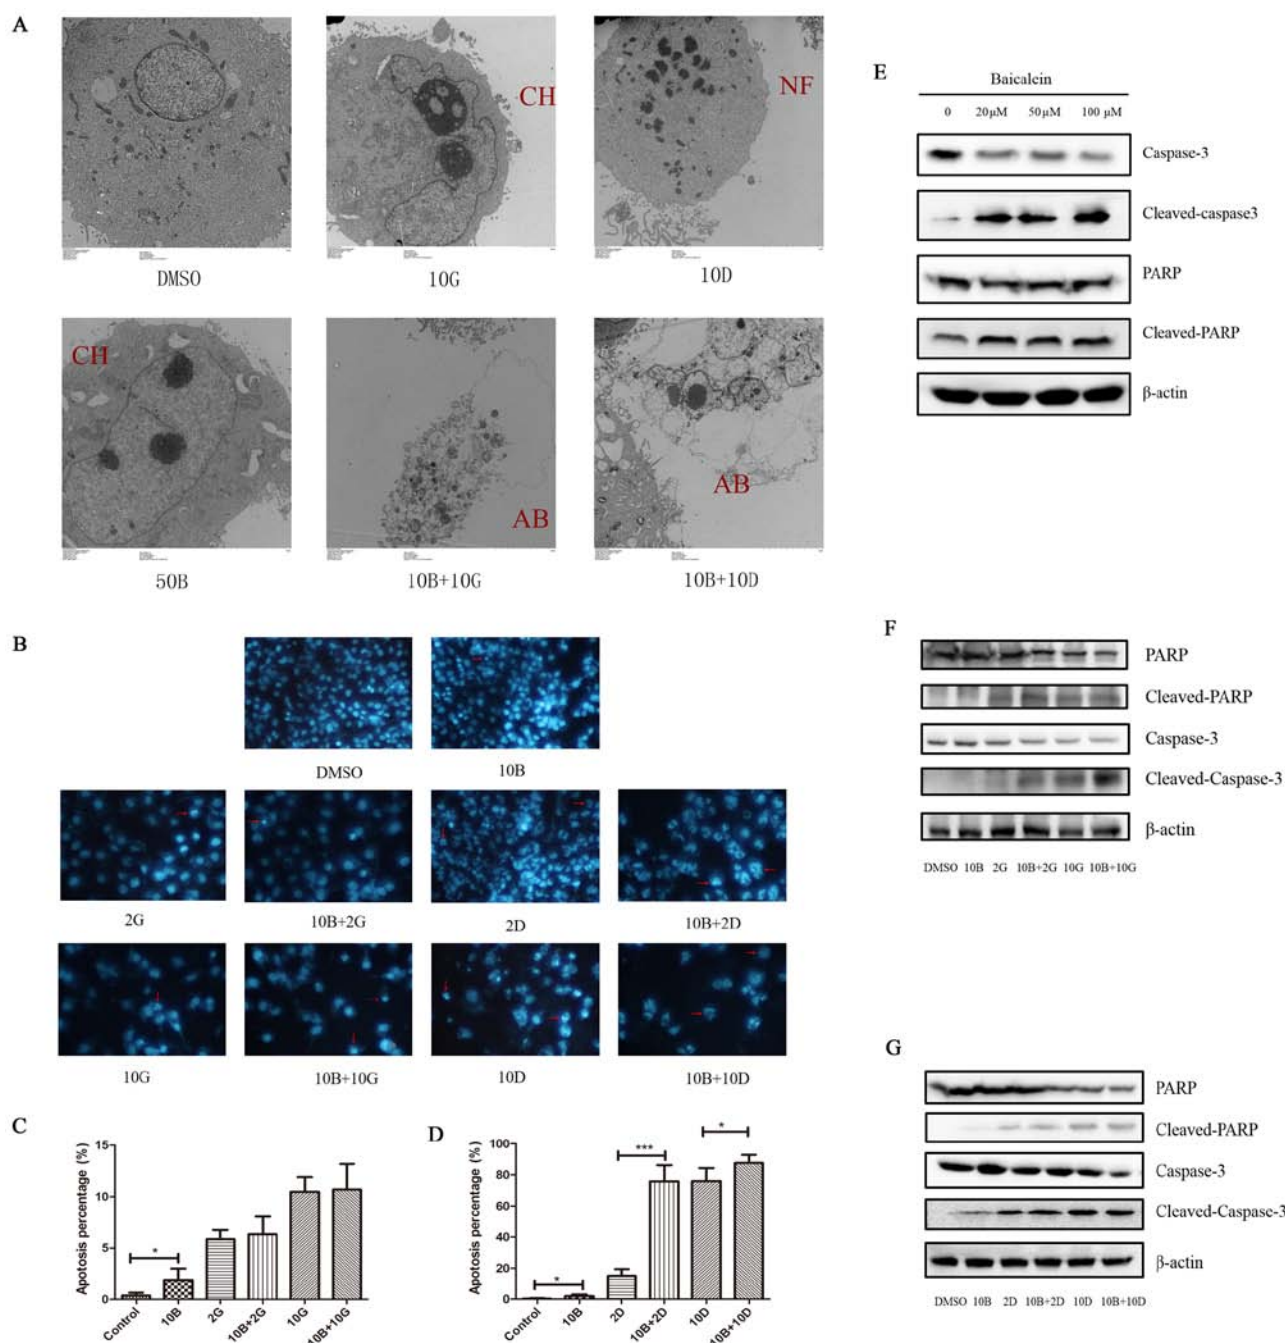 A
CH
NF
DMSO
10G
10D
CH
AB
AB
50B
10B+10G
10B+10D
B
DMSO
10B
2G
10B+2G
2D
10B+2D
10G
10B+10G
10D
10B+10D
C
Apotosis percentage (%)
15
10
5
0
*
Control
10B
2G
10B+2G
10G
10B+10G
D
Apotosis percentage (%)
100
80
60
40
20
0
*
***
*
Control
10B
2D
10B+2D
10D
10B+10D
E
Baicalein
0 20μM 50μM 100 μM
Caspase-3
Cleaved-caspase3
PARP
Cleaved-PARP
β-actin
F
PARP
Cleaved-PARP
Caspase-3
Cleaved-Caspase-3
β-actin
DMSO 10B 2G 10B+2G 10G 10B+10G
G
PARP
Cleaved-PARP
Caspase-3
Cleaved-Caspase-3
β-actin
DMSO 10B 2D 10B+2D 10D 10B+10D